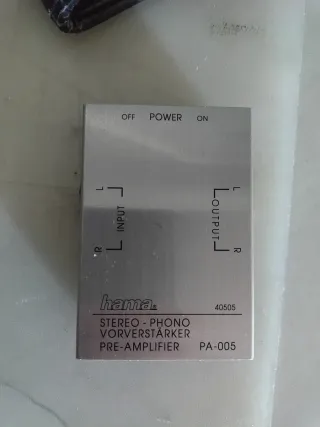 OFF POWER ON
L INPUT R
L OUTPUT R
hama®
40505
STEREO - PHONO
VORVERSTÄRKER
PRE-AMPLIFIER PA-005